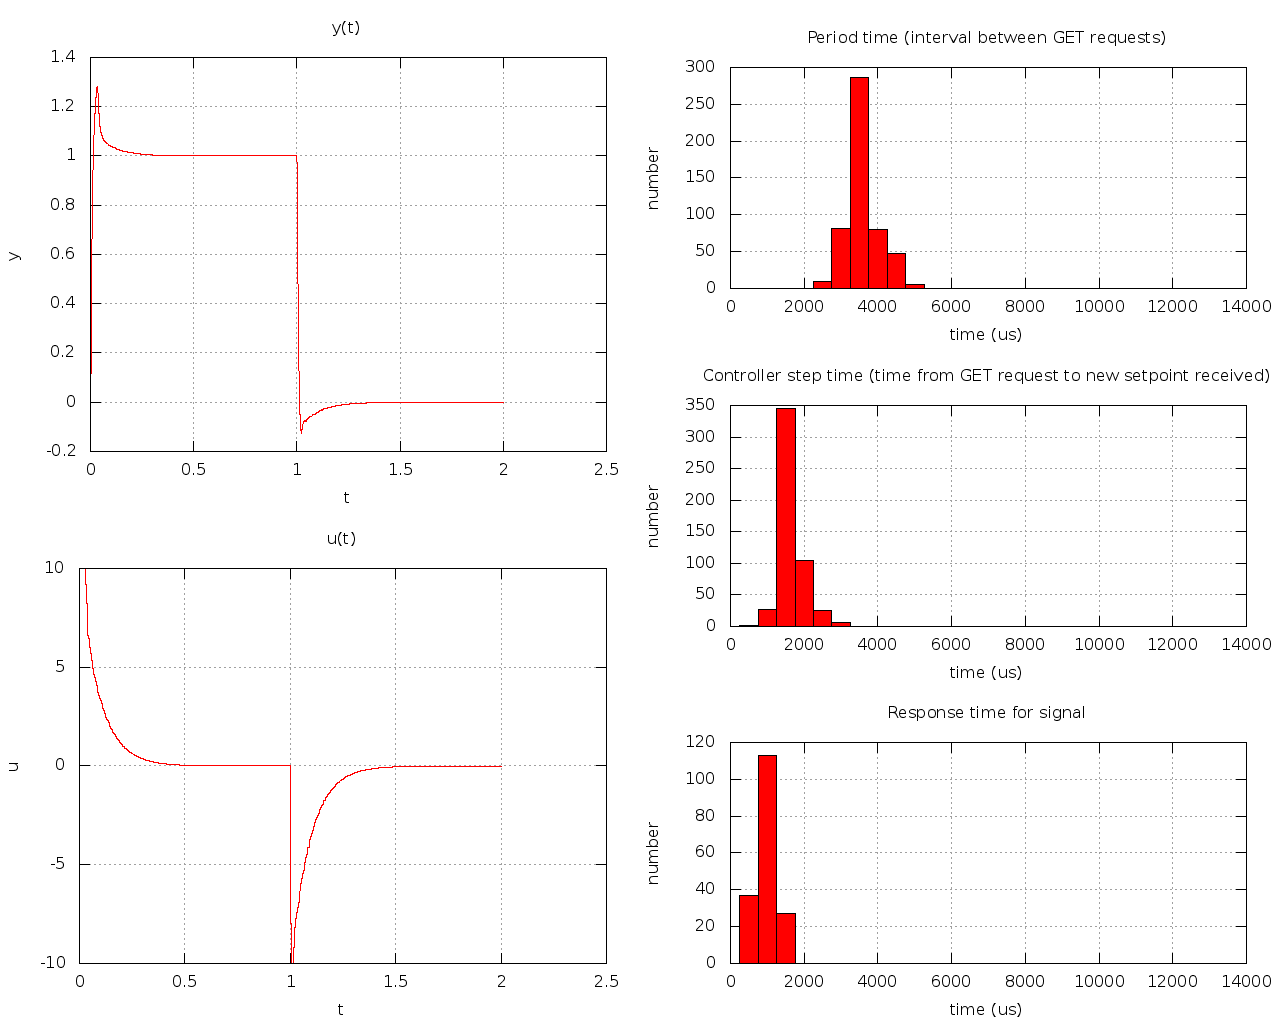 y(t)
1.4
1.2
1
0.8
0.6
0.4
0.2
0
-0.2
y
0 0.5 1 1.5 2 2.5
t
u(t)
10
5
0
-5
-10
u
0 0.5 1 1.5 2 2.5
t
Period time (interval between GET requests)
300
250
200
150
100
50
0
number
0 2000 4000 6000 8000 10000 12000 14000
time (us)
Controller step time (time from GET request to new setpoint received)
350
300
250
200
150
100
50
0
number
0 2000 4000 6000 8000 10000 12000 14000
time (us)
Response time for signal
120
100
80
60
40
20
0
number
0 2000 4000 6000 8000 10000 12000 14000
time (us)